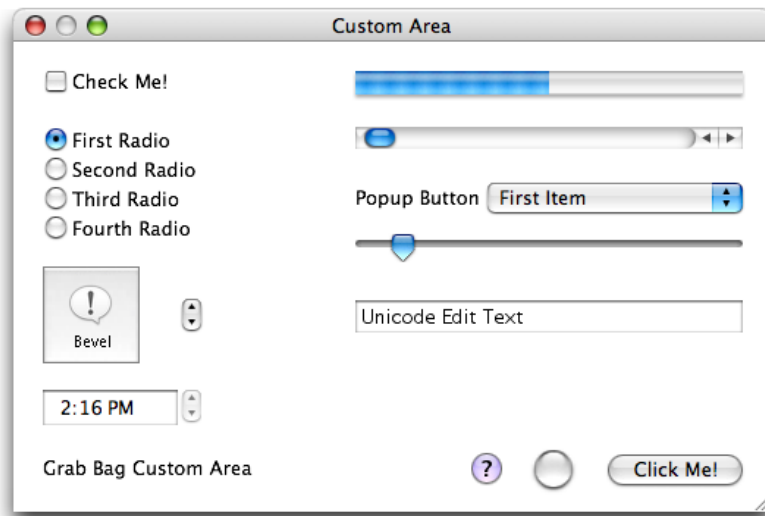 Custom Area
Check Me!
First Radio
Second Radio
Third Radio
Fourth Radio
Popup Button First Item
!
Bevel
Unicode Edit Text
2:16 PM
Grab Bag Custom Area
?
Click Me!